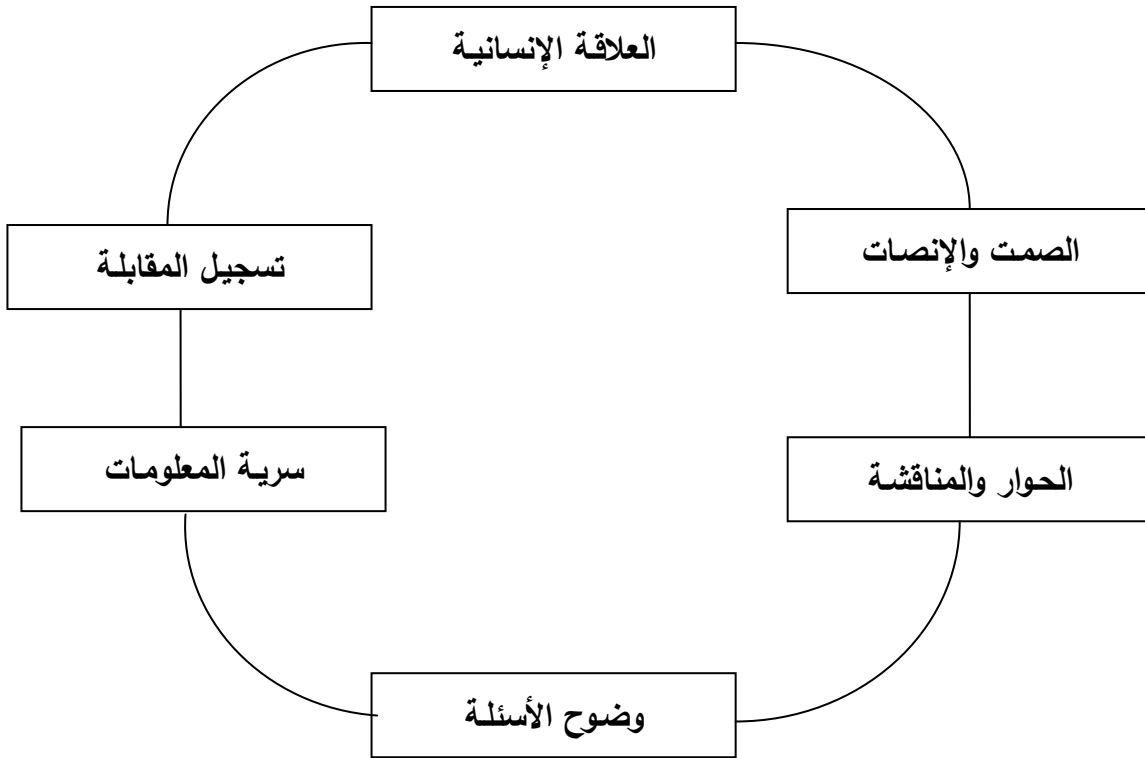 العلاقة الإنسانية
الصمت والإنصات
تسجيل المقابلة
الحوار والمناقشة
سرية المعلومات
وضوح الأسئلة